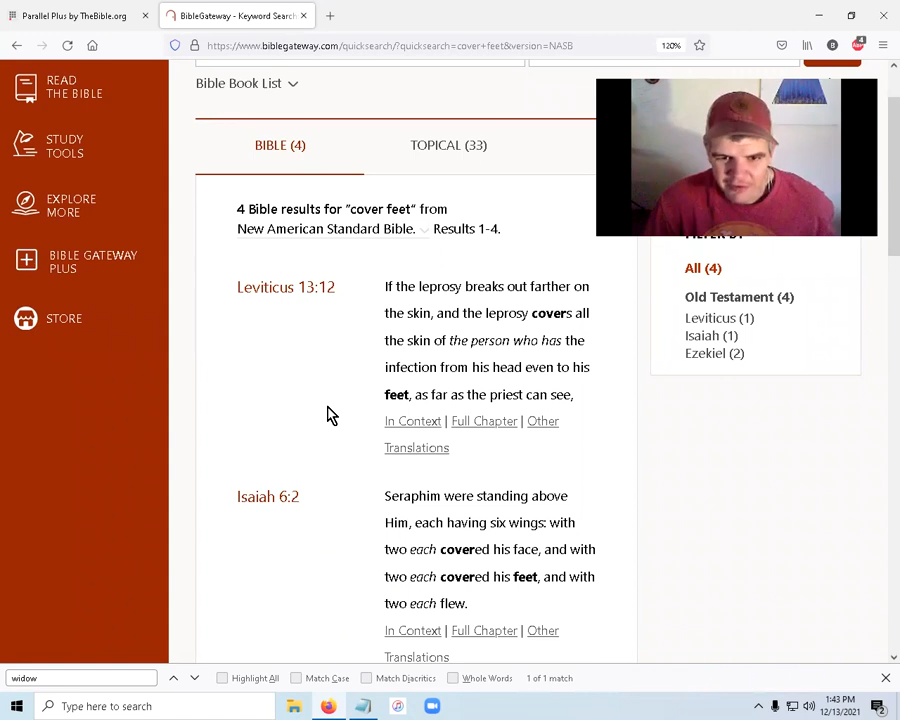 Parallel Plus by TheBible.org
BibleGateway - Keyword Search
https://www.biblegateway.com/quicksearch/?quicksearch=cover+feet&version=NASB
120%
B
4
READ
THE BIBLE
STUDY
TOOLS
EXPLORE
MORE
BIBLE GATEWAY
PLUS
STORE
Bible Book List
BIBLE (4)
TOPICAL (33)
4 Bible results for "cover feet" from
New American Standard Bible. Results 1-4.
Leviticus 13:12
If the leprosy breaks out farther on
the skin, and the leprosy covers all
the skin of the person who has the
infection from his head even to his
feet, as far as the priest can see,
In Context | Full Chapter | Other
Translations
Isaiah 6:2
Seraphim were standing above
Him, each having six wings: with
two each covered his face, and with
two each covered his feet, and with
two each flew.
In Context | Full Chapter | Other
Translations
FILTER BY
All (4)
Old Testament (4)
Leviticus (1)
Isaiah (1)
Ezekiel (2)
widow
Highlight All
Match Case
Match Diacritics
Whole Words
1 of 1 match
Type here to search
1:43 PM
12/13/2021
2